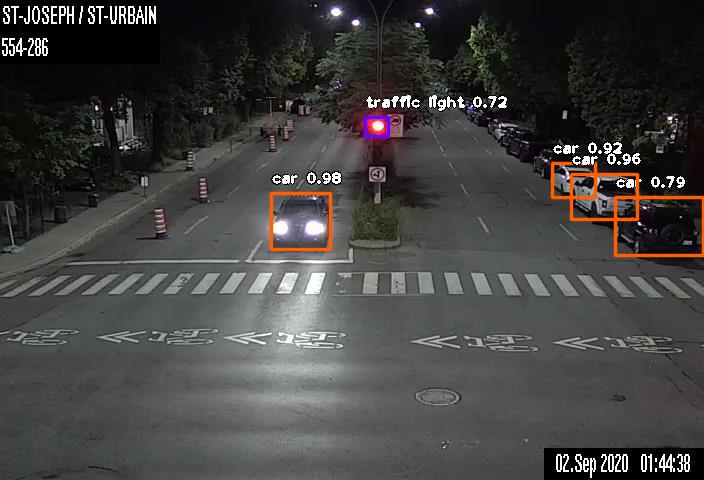 ST-JOSEPH / ST-URBAIN
554-286
traffic light 0.72
car 0.92
car 0.96
car 0.98
car 0.79
02.Sep 2020 01:44:38